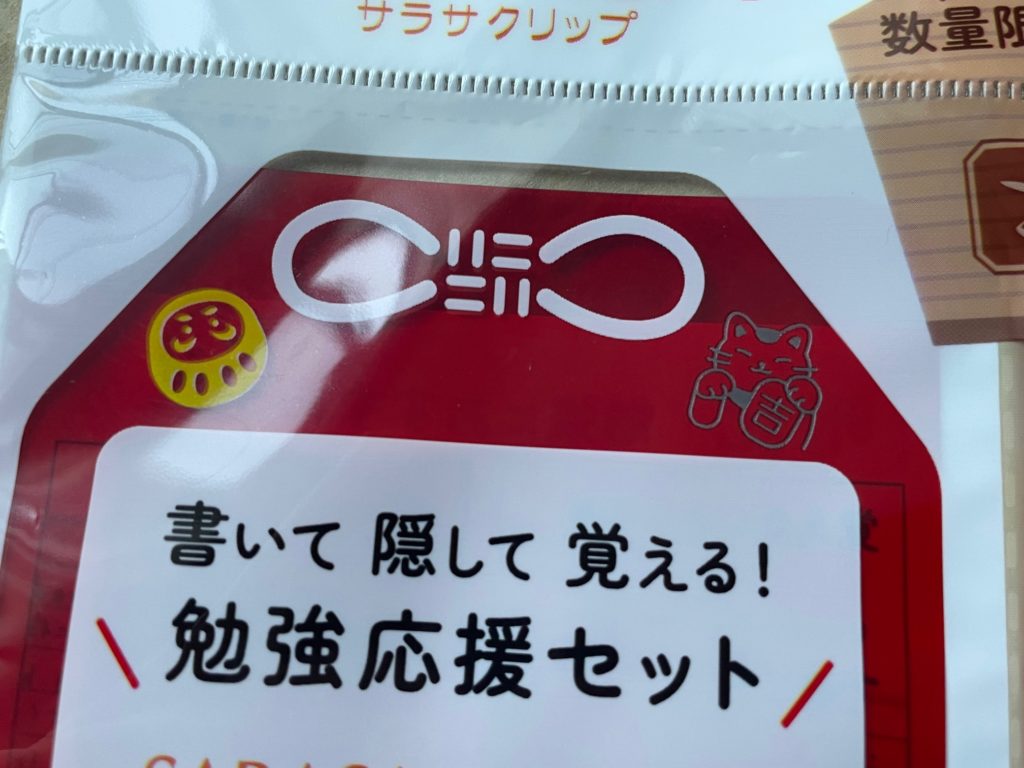 サラサクリップ
数量限
吉
書いて 隠して 覚える!
勉強応援セット